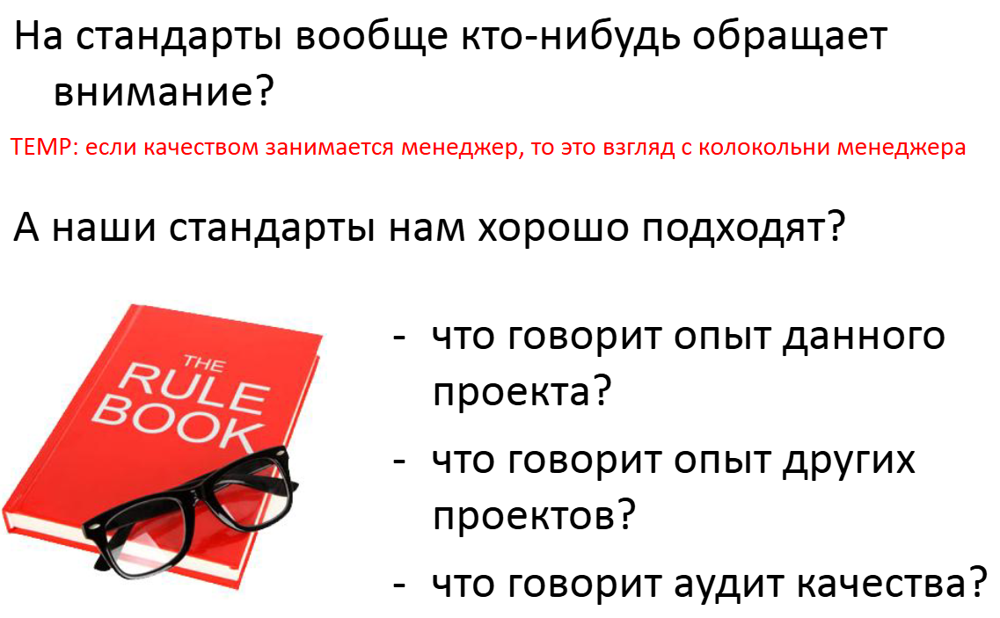 На стандарты вообще кто-нибудь обращает
внимание?
TEMP: если качеством занимается менеджер, то это взгляд с колокольни менеджера
А наши стандарты нам хорошо подходят?
THE
RULE
BOOK
- что говорит опыт данного
проекта?
- что говорит опыт других
проектов?
- что говорит аудит качества?